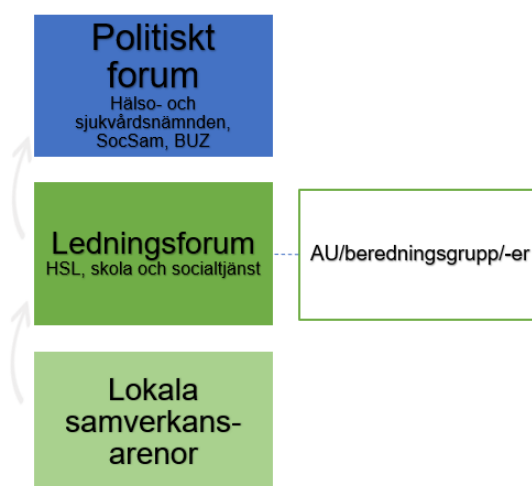 Politiskt
forum
Hälso- och
sjukvårdsnämnden,
SocSam, BUZ
Ledningsforum
HSL, skola och socialtjänst
AU/beredningsgrupp/-er
Lokala
samverkans-
arenor